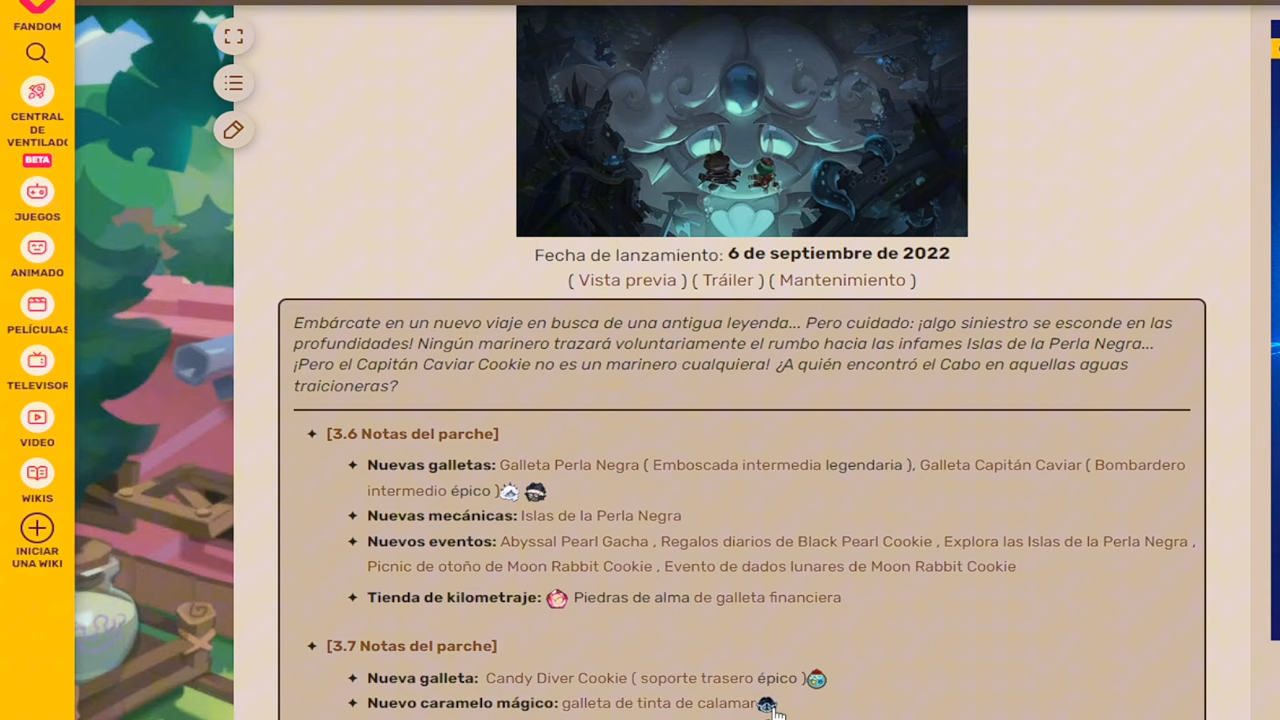 FANDOM
CENTRAL
DE
VENTILADO
BETA
JUEGOS
ANIMADO
PELÍCULAS
TELEVISOR
VIDEO
WIKIS
INICIAR
UNA WIKI
Fecha de lanzamiento: 6 de septiembre de 2022
( Vista previa ) ( Tráiler ) ( Mantenimiento )
Embárcate en un nuevo viaje en busca de una antigua leyenda... Pero cuidado: ¡algo siniestro se esconde en las
profundidades! Ningún marinero trazará voluntariamente el rumbo hacia las infames Islas de la Perla Negra...
¡Pero el Capitán Caviar Cookie no es un marinero cualquiera! ¿A quién encontró el Cabo en aquellas aguas
traicioneras?
[3.6 Notas del parche]
Nuevas galletas: Galleta Perla Negra ( Emboscada intermedia legendaria ), Galleta Capitán Caviar ( Bombardero
intermedio épico )
Nuevas mecánicas: Islas de la Perla Negra
Nuevos eventos: Abyssal Pearl Gacha , Regalos diarios de Black Pearl Cookie , Explora las Islas de la Perla Negra ,
Picnic de otoño de Moon Rabbit Cookie , Evento de dados lunares de Moon Rabbit Cookie
Tienda de kilometraje: Piedras de alma de galleta financiera
[3.7 Notas del parche]
Nueva galleta: Candy Diver Cookie ( soporte trasero épico )
Nuevo caramelo mágico: galleta de tinta de calamar